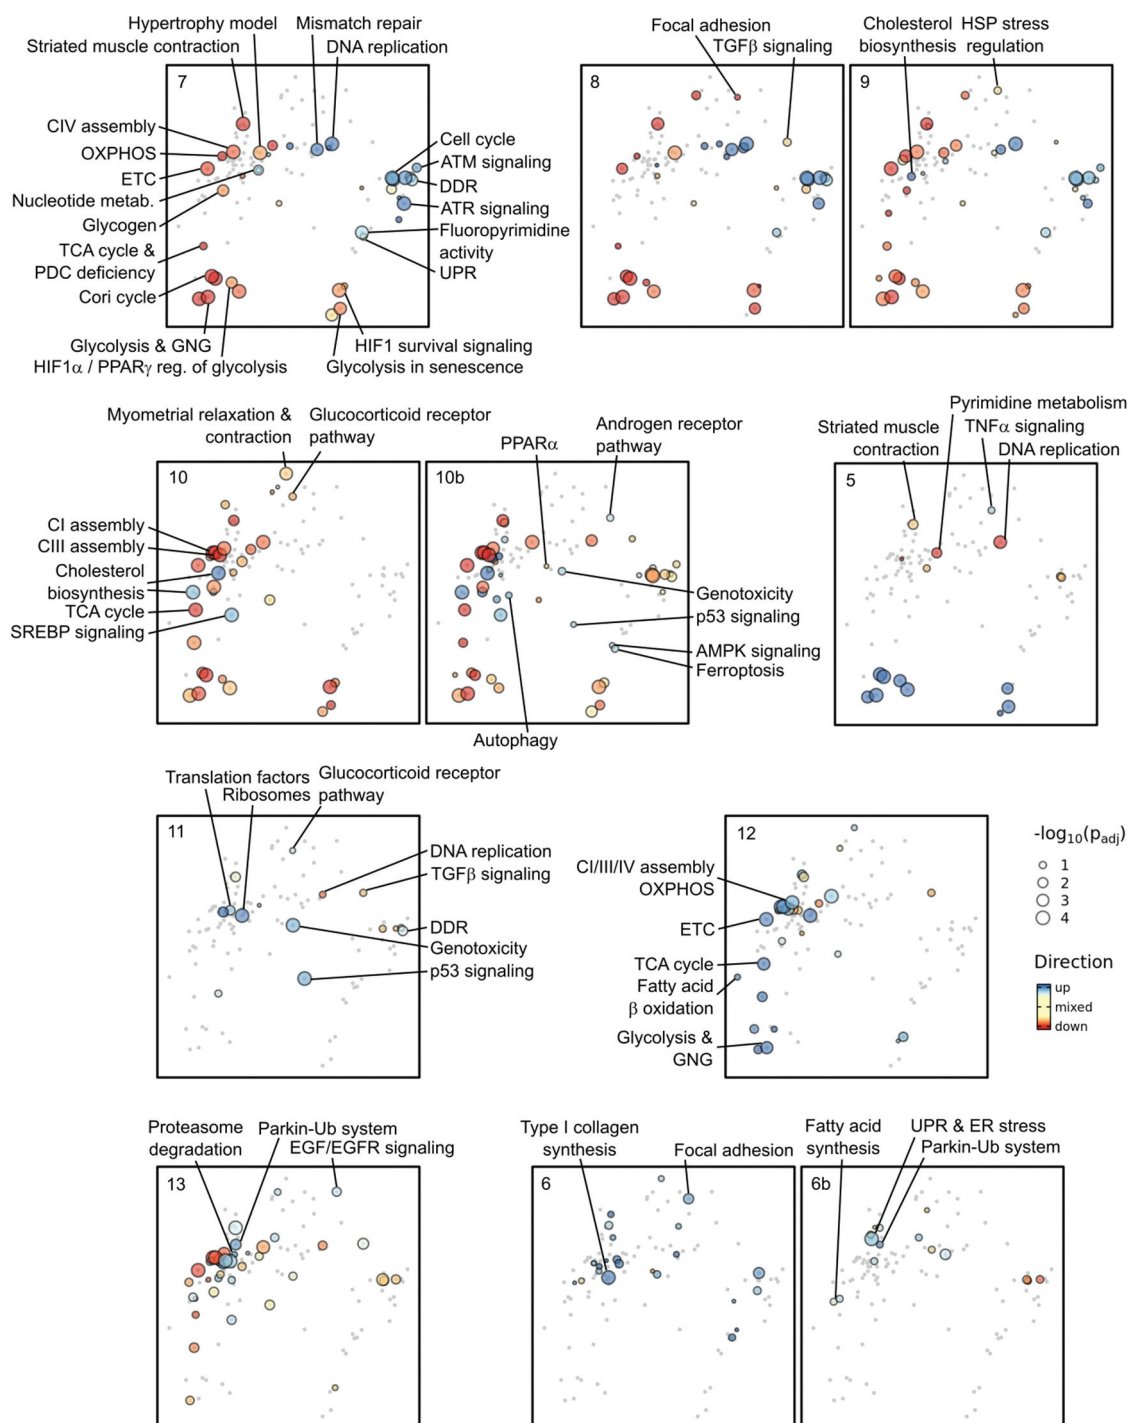 Hypertrophy model
Mismatch repair
Striated muscle contraction
DNA replication
7
CIV assembly
OXPHOS
ETC
Nucleotide metab.
Glycogen
TCA cycle &
PDC deficiency
Cori cycle
Cell cycle
ATM signaling
DDR
ATR signaling
Fluoropyrimidine
activity
UPR
Glycolysis & GNG
HIF1 survival signaling
HIF1α / PPARγ reg. of glycolysis
Glycolysis in senescence
Focal adhesion
TGFβ signaling
8
Cholesterol
biosynthesis
HSP stress
regulation
9
Myometrial relaxation &
contraction
Glucocorticoid receptor
pathway
10
CI assembly
CIII assembly
Cholesterol
biosynthesis
TCA cycle
SREBP signaling
PPARα
Androgen receptor
pathway
10b
Genotoxicity
p53 signaling
AMPK signaling
Ferroptosis
Autophagy
Pyrimidine metabolism
Striated muscle
contraction
TNFα signaling
DNA replication
5
Translation factors
Ribosomes
Glucocorticoid receptor
pathway
11
DNA replication
TGFβ signaling
DDR
Genotoxicity
p53 signaling
12
CI/III/IV assembly
OXPHOS
ETC
TCA cycle
Fatty acid
β oxidation
Glycolysis &
GNG
-log10(padj)
1
2
3
4
Direction
up
mixed
down
Proteasome
degradation
Parkin-Ub system
EGF/EGFR signaling
13
Type I collagen
synthesis
Focal adhesion
6
Fatty acid
synthesis
UPR & ER stress
Parkin-Ub system
6b